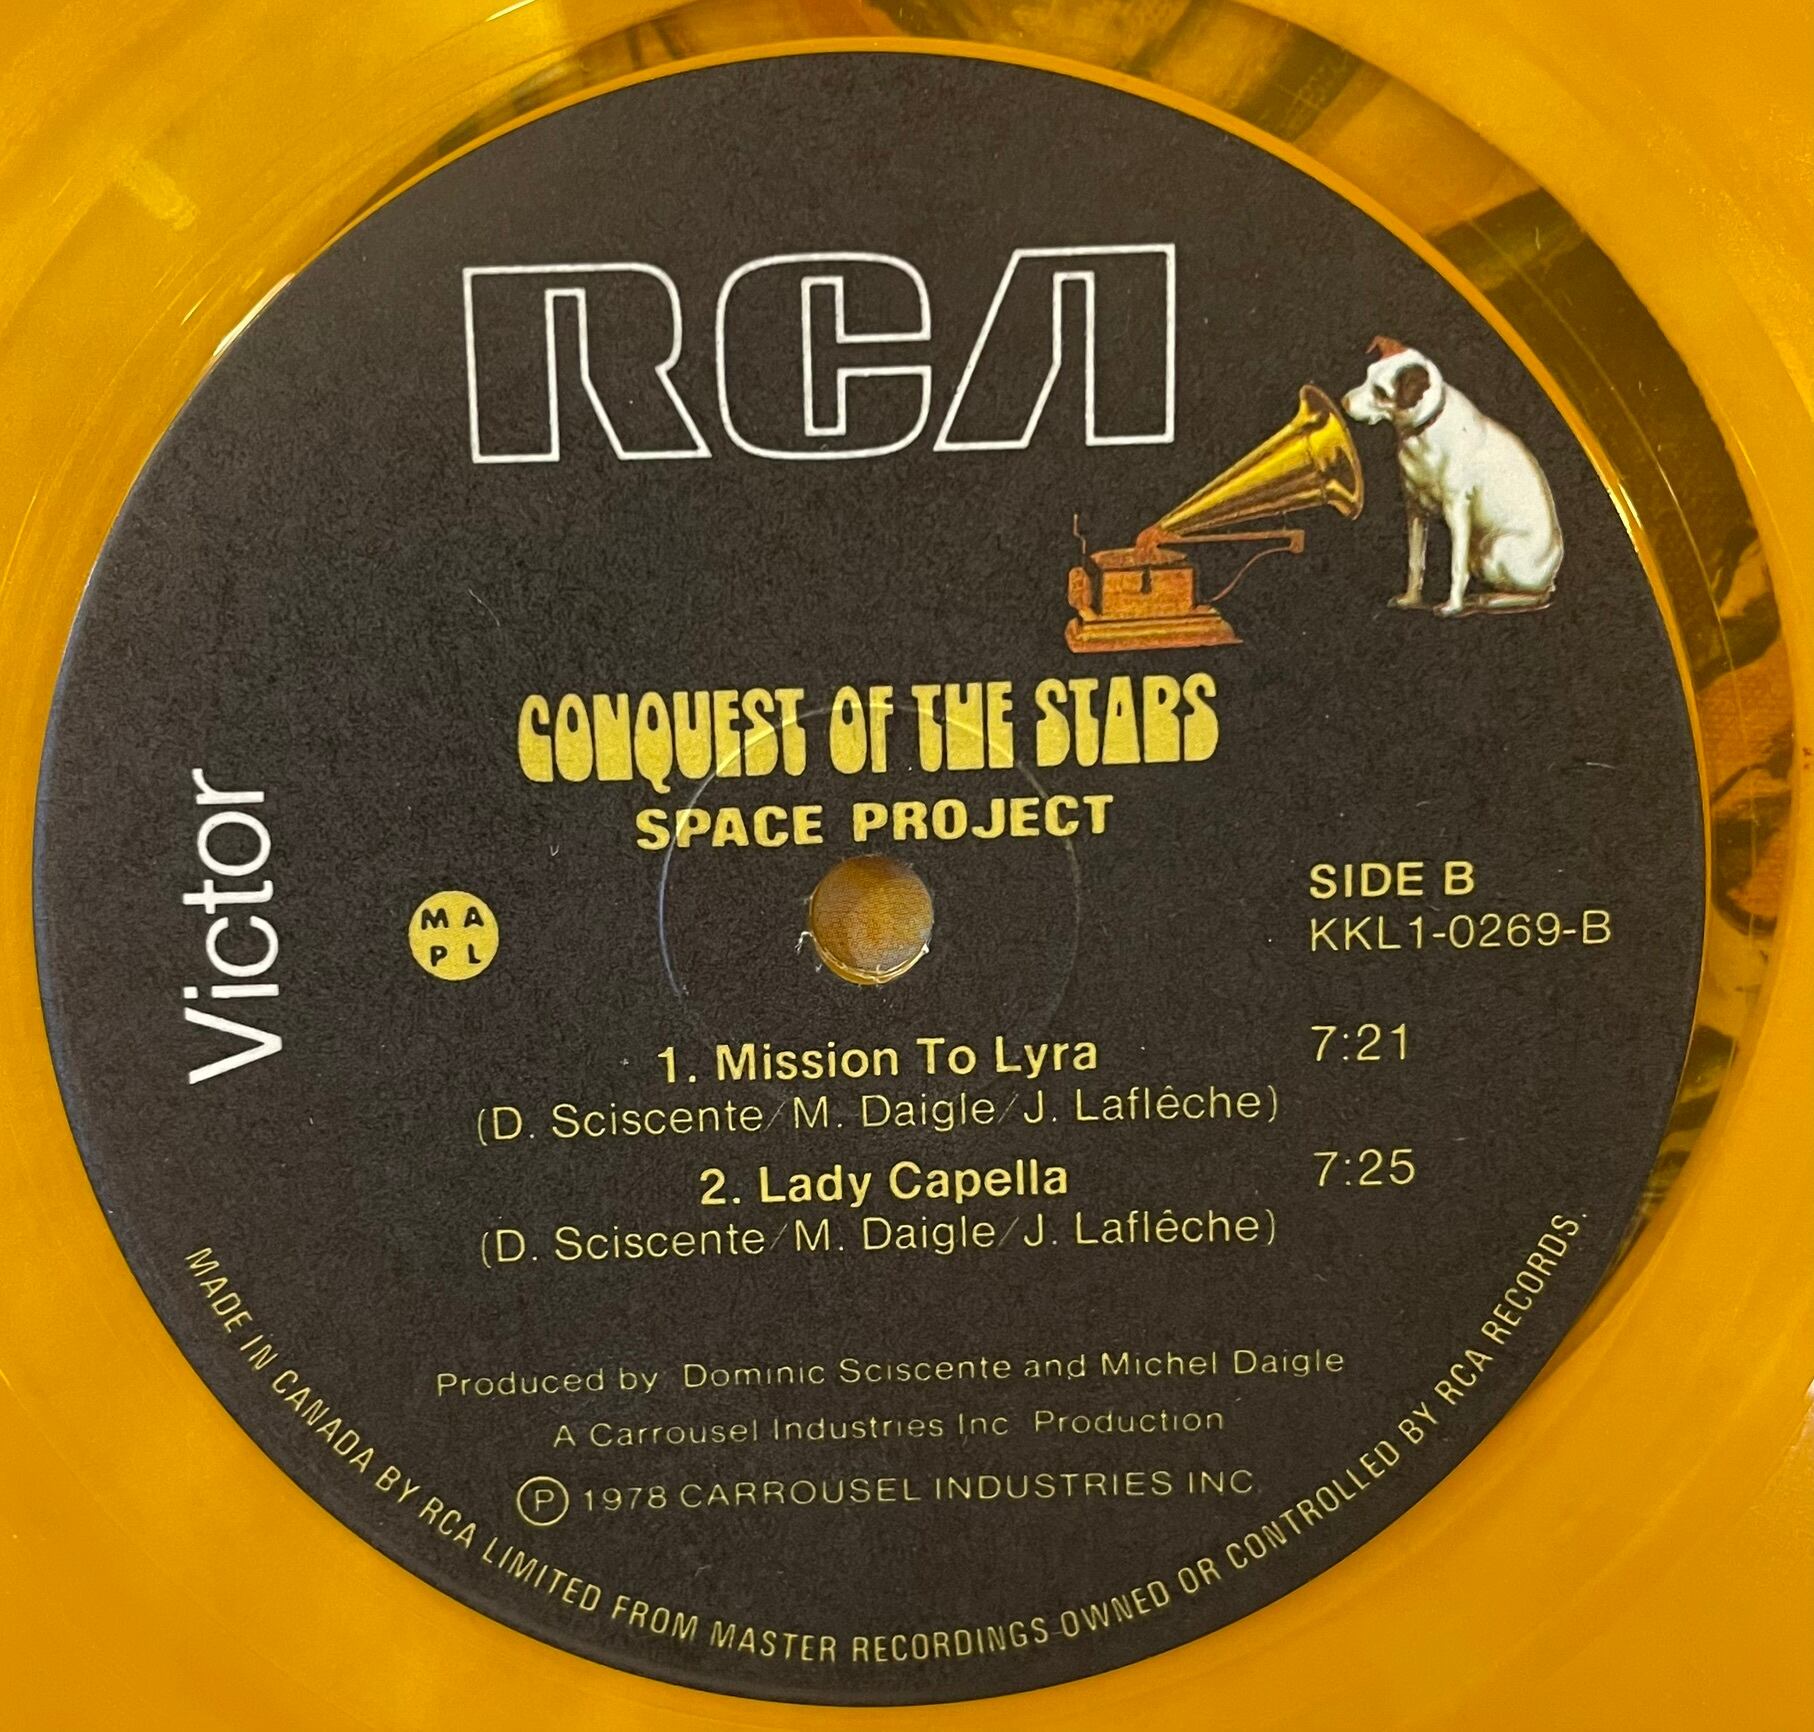 RCA
Victor
CONQUEST OF THE STARS
SPACE PROJECT
M A
P L
SIDE B
KKL1-0269-B
1. Mission To Lyra 7:21
(D. Sciscente/M. Daigle/J. Laflêche)
2. Lady Capella 7:25
(D. Sciscente/M. Daigle/J. Laflêche)
Produced by Dominic Sciscente and Michel Daigle
A Carrousel Industries Inc Production
Ⓟ 1978 CARROUSEL INDUSTRIES INC
MADE IN CANADA BY RCA LIMITED FROM MASTER RECORDINGS OWNED OR CONTROLLED BY RCA RECORDS.